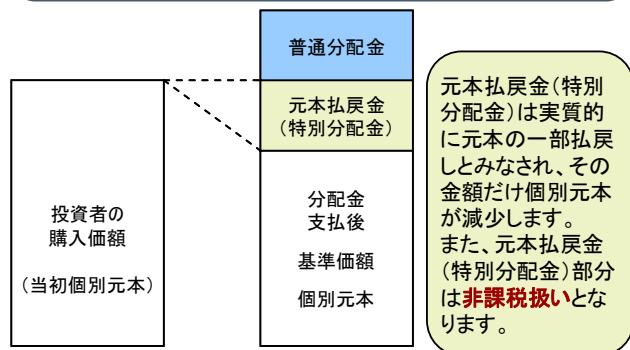 普通分配金
元本払戻金
(特別分配金)
投資者の
購入価額
(当初個別元本)
分配金
支払後
基準価額
個別元本
元本払戻金(特別
分配金)は実質的
に元本の一部払戻
しとみなされ、その
金額だけ個別元本
が減少します。
また、元本払戻金
(特別分配金)部分
は非課税扱いとな
ります。